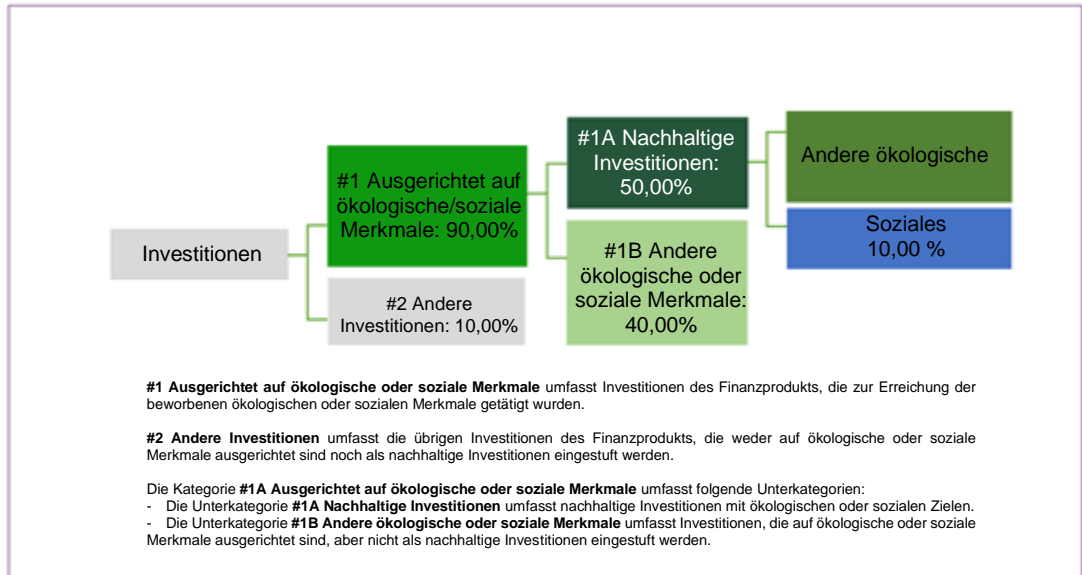 Investitionen
#1 Ausgerichtet auf
ökologische/soziale
Merkmale: 90,00%
#2 Andere
Investitionen: 10,00%
#1A Nachhaltige
Investitionen:
50,00%
#1B Andere
ökologische oder
soziale Merkmale:
40,00%
Andere ökologische
Soziales
10,00 %
#1 Ausgerichtet auf ökologische oder soziale Merkmale umfasst Investitionen des Finanzprodukts, die zur Erreichung der
beworbenen ökologischen oder sozialen Merkmale getätigt wurden.
#2 Andere Investitionen umfasst die übrigen Investitionen des Finanzprodukts, die weder auf ökologische oder soziale
Merkmale ausgerichtet sind noch als nachhaltige Investitionen eingestuft werden.
Die Kategorie #1A Ausgerichtet auf ökologische oder soziale Merkmale umfasst folgende Unterkategorien:
- Die Unterkategorie #1A Nachhaltige Investitionen umfasst nachhaltige Investitionen mit ökologischen oder sozialen Zielen.
- Die Unterkategorie #1B Andere ökologische oder soziale Merkmale umfasst Investitionen, die auf ökologische oder soziale
Merkmale ausgerichtet sind, aber nicht als nachhaltige Investitionen eingestuft werden.